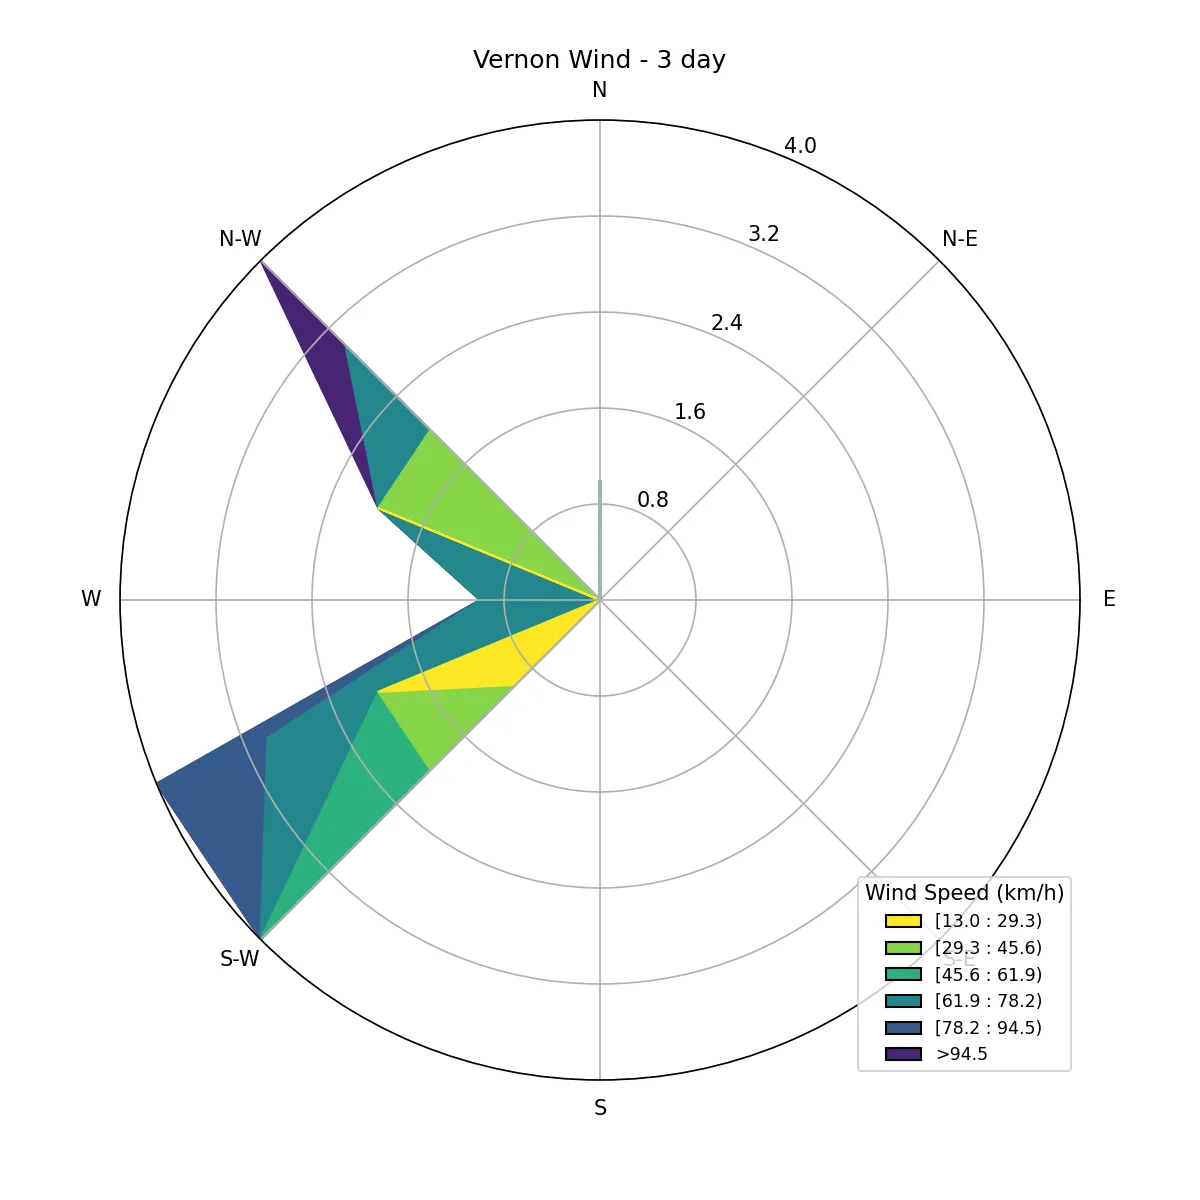 Vernon Wind - 3 day
N
4.0
N-W
3.2
N-E
2.4
1.6
0.8
W
E
S-W
S-E
S
Wind Speed (km/h)
[13.0 : 29.3)
[29.3 : 45.6)
[45.6 : 61.9)
[61.9 : 78.2)
[78.2 : 94.5)
>94.5